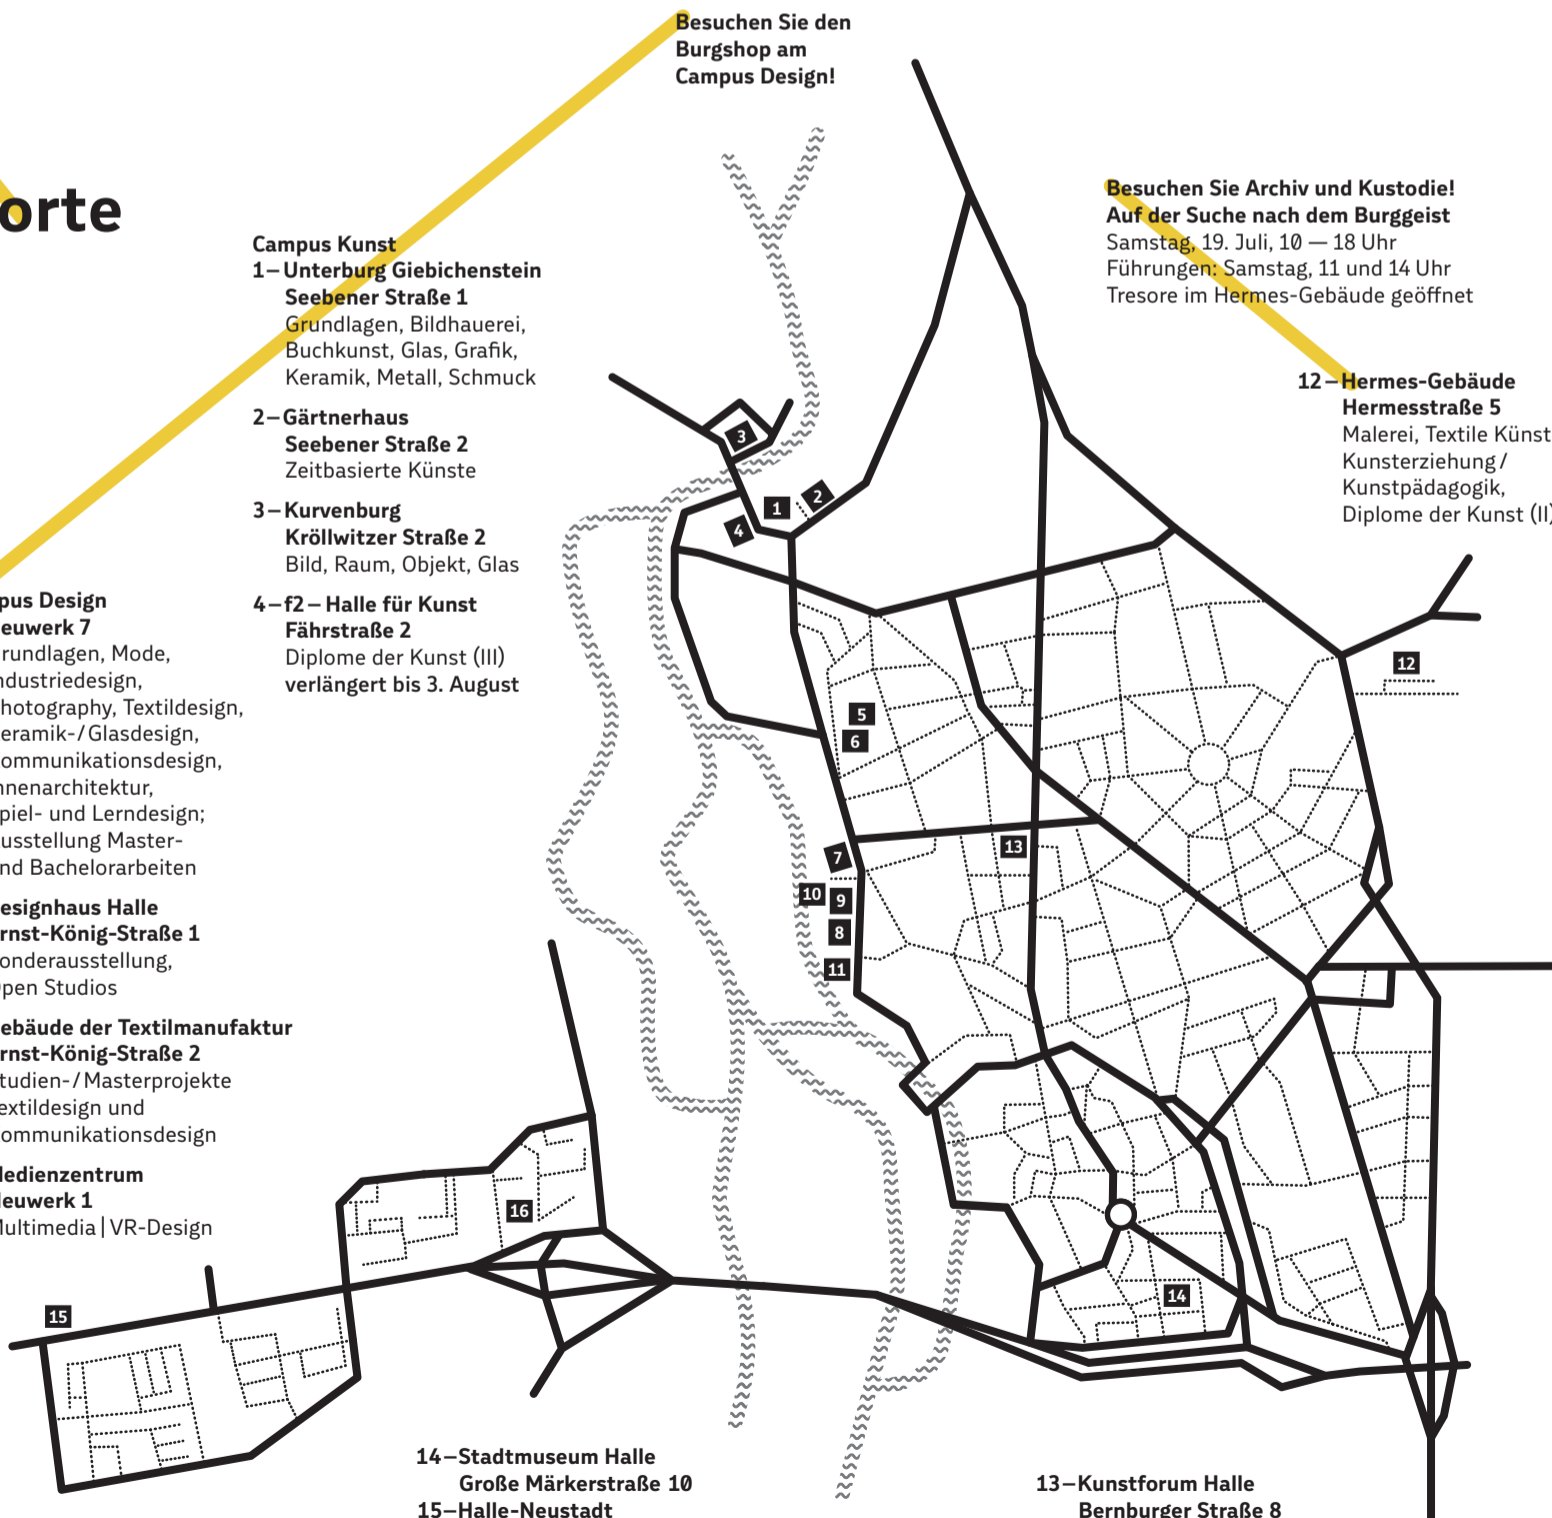 Besuchen Sie den
Burgshop am
Campus Design!
orte
Campus Kunst
1–Unterburg Giebichenstein
Seebener Straße 1
Grundlagen, Bildhauerei,
Buchkunst, Glas, Grafik,
Keramik, Metall, Schmuck
2–Gärtnerhaus
Seebener Straße 2
Zeitbasierte Künste
3–Kurvenburg
Kröllwitzer Straße 2
Bild, Raum, Objekt, Glas
4–f2–Halle für Kunst
Fährstraße 2
Diplome der Kunst (III)
verlängert bis 3. August
Besuchen Sie Archiv und Kustodie!
Auf der Suche nach dem Burggeist
Samstag, 19. Juli, 10 — 18 Uhr
Führungen: Samstag, 11 und 14 Uhr
Tresore im Hermes-Gebäude geöffnet
12–Hermes-Gebäude
Hermesstraße 5
Malerei, Textile Künst
Kunsterziehung/
Kunstpädagogik,
Diplome der Kunst (II)
pus Design
euwerk 7
rundlagen, Mode,
ndustriedesign,
hotography, Textildesign,
eramik-/Glasdesign,
ommunikationsdesign,
nnenarchitektur,
piel- und Lerndesign;
usstellung Master-
nd Bachelorarbeiten
esignhaus Halle
rnst-König-Straße 1
onderausstellung,
pen Studios
ebäude der Textilmanufaktur
rnst-König-Straße 2
tudien-/Masterprojekte
extildesign und
ommunikationsdesign
edienzentrum
euwerk 1
ultimedia|VR-Design
3
2
1
4
12
5
6
13
7
10
9
8
11
16
14
15
14–Stadtmuseum Halle
Große Märkerstraße 10
15–Halle-Neustadt
13–Kunstforum Halle
Bernburger Straße 8